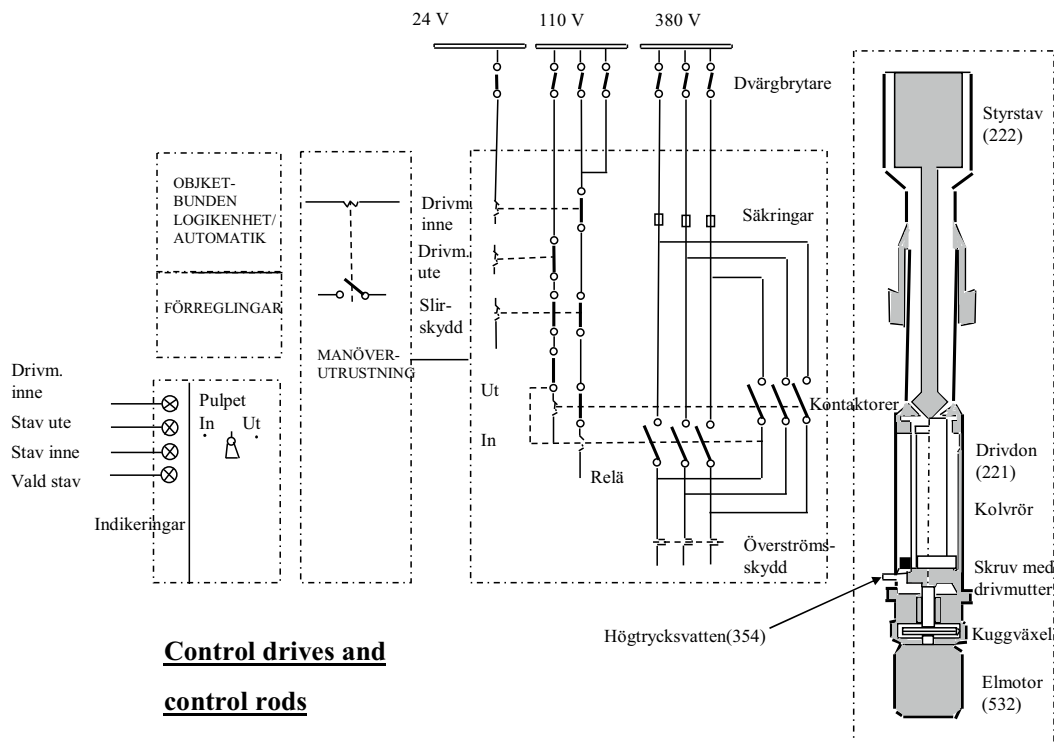 24 V
110 V
380 V
Dvärgbrytare
Styrstav
(222)
OBJKET-
BUNDEN
LOGIKENHET/
AUTOMATIK
FÖRREGLINGAR
MANÖVER-
UTRUSTNING
Drivm.
inne
Drivm.
ute
Slir-
skydd
Säkringar
Ut
In
Kontaktorer
Relä
Överströms-
skydd
Drivm.
inne
Stav ute
Stav inne
Vald stav
Indikeringar
Pulpet
In Ut
Drivdon
(221)
Kolvrör
Skruv med
drivmutter
Kuggväxel
Elmotor
(532)
Högtrycksvatten(354)
Control drives and
control rods